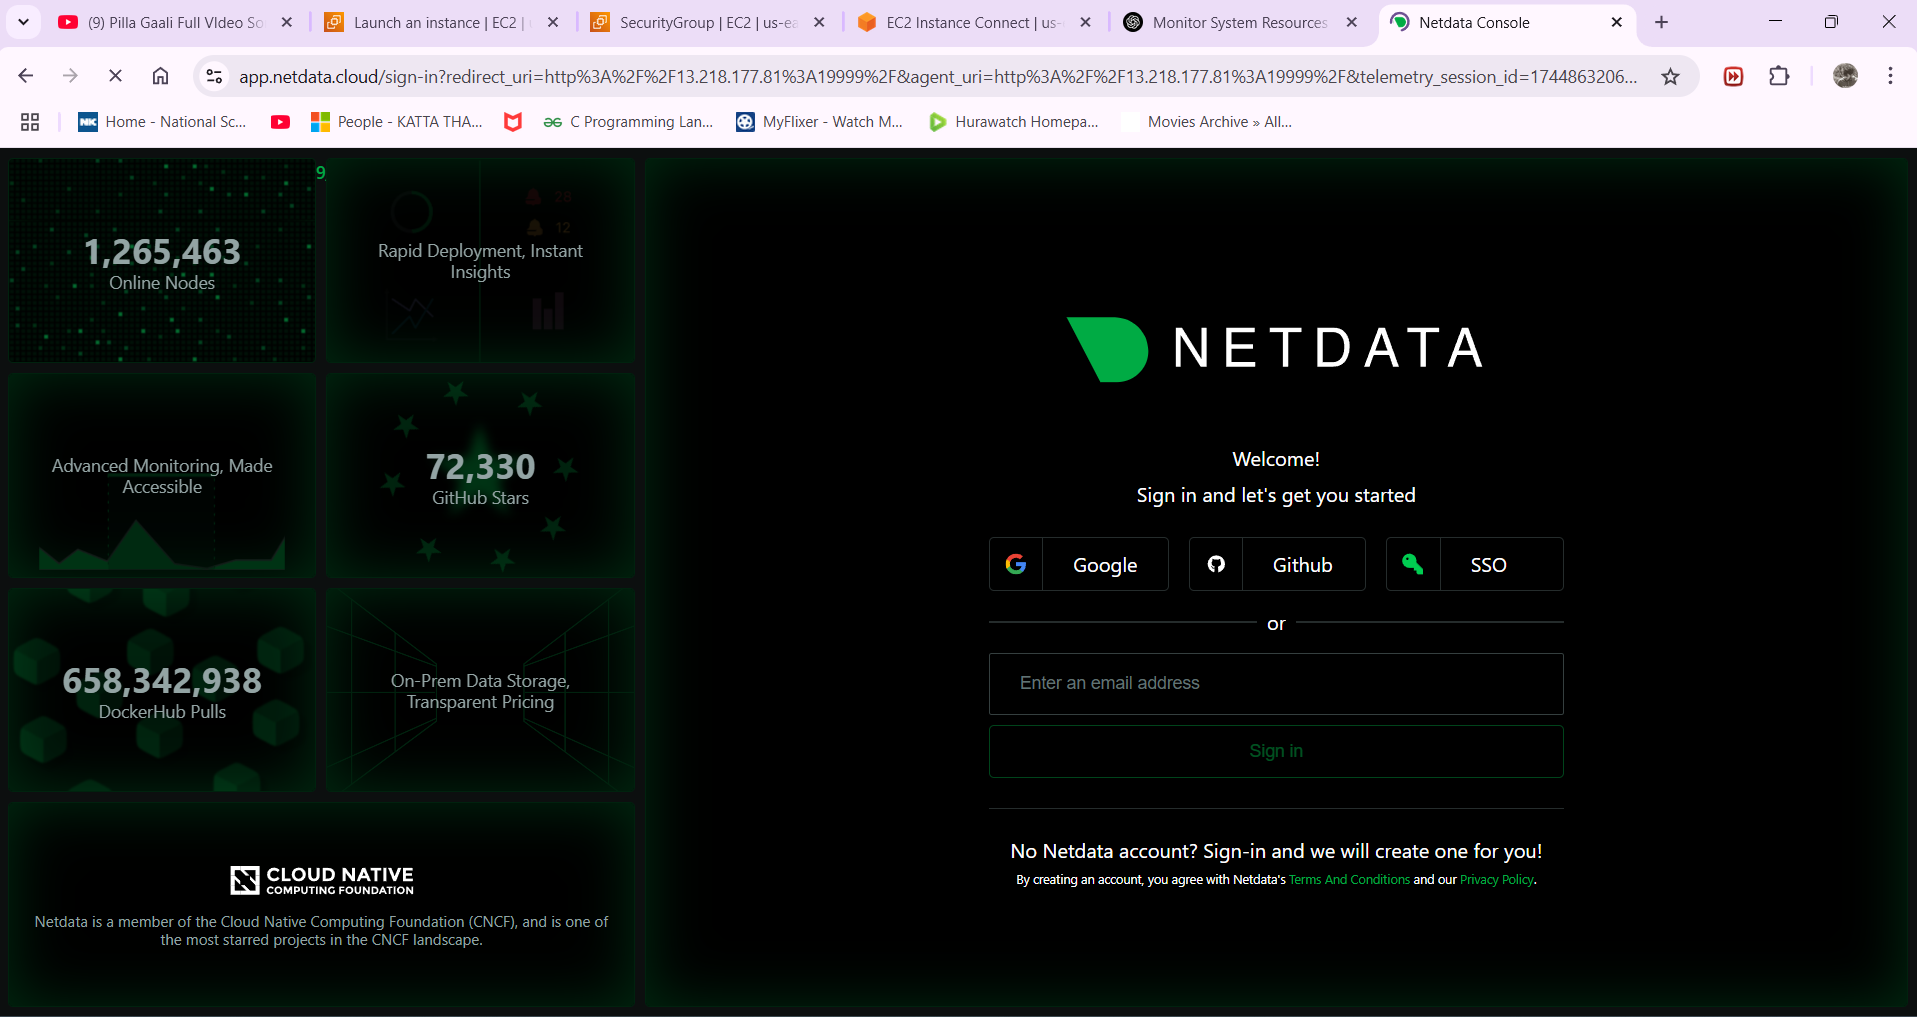 (9) Pilla Gaali Full VIdeo So
Launch an instance | EC2 |
SecurityGroup | EC2 | us-ea
EC2 Instance Connect | us-
Monitor System Resources
Netdata Console
app.netdata.cloud/sign-in?redirect_uri=http%3A%2F%2F13.218.177.81%3A19999%2F&agent_uri=http%3A%2F%2F13.218.177.81%3A19999%2F&telemetry_session_id=1744863206...
NK
Home - National Sc...
People - KATTA THA...
C Programming Lan...
MyFlixer - Watch M...
Hurawatch Homepa...
Movies Archive » All...
1,265,463
Online Nodes
9
28
12
Rapid Deployment, Instant
Insights
Advanced Monitoring, Made
Accessible
72,330
GitHub Stars
658,342,938
DockerHub Pulls
On-Prem Data Storage,
Transparent Pricing
CLOUD NATIVE
COMPUTING FOUNDATION
Netdata is a member of the Cloud Native Computing Foundation (CNCF), and is one of
the most starred projects in the CNCF landscape.
NETDATA
Welcome!
Sign in and let's get you started
Google
Github
SSO
or
Enter an email address
Sign in
No Netdata account? Sign-in and we will create one for you!
By creating an account, you agree with Netdata's Terms And Conditions and our Privacy Policy.